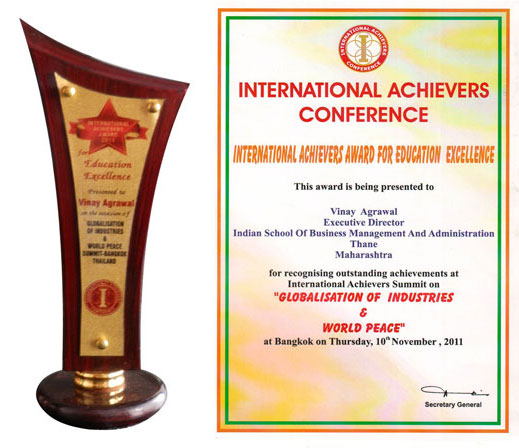 INTERNATIONAL
ACHIEVERS
AWARD
for
Education
Excellence
Presented to
Vinay Agrawal
on the occasion of
GLOBALISATION
OF INDUSTRIES
&
WORLD PEACE
SUMMIT-BANGKOK
THAILAND
INTERNATIONAL ACHIEVERS
CONFERENCE
INTERNATIONAL ACHIEVERS
CONFERENCE
INTERNATIONAL ACHIEVERS AWARD FOR EDUCATION EXCELLENCE
This award is being presented to
Vinay Agrawal
Executive Director
Indian School Of Business Management And Administration
Thane
Maharashtra
for recognising outstanding achievements at
International Achievers Summit on
"GLOBALISATION OF INDUSTRIES
&
WORLD PEACE"
at Bangkok on Thursday, 10th November, 2011
Secretary General